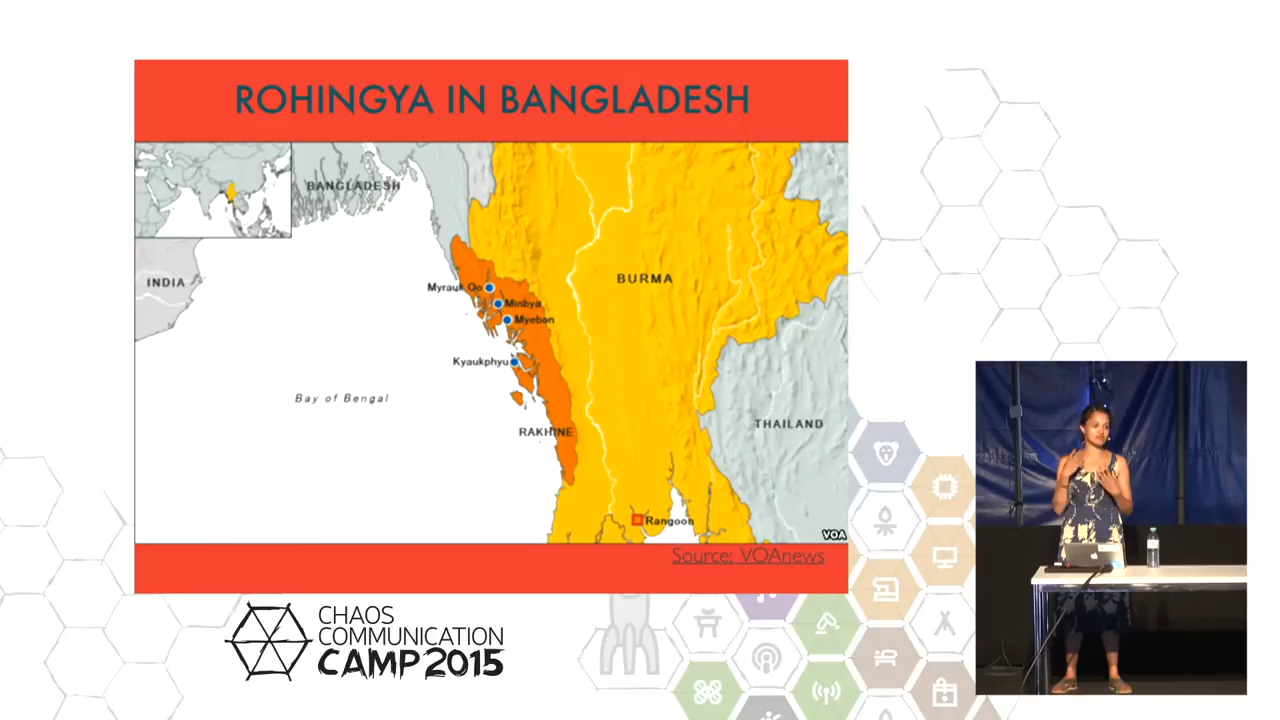 ROHINGYA IN BANGLADESH
BANGLADESH
INDIA
BURMA
Myrauk Oo
Minbya
Myebon
Kyaukphyu
Bay of Bengal
RAKHINE
THAILAND
Rangoon
VOA
Source: VOAnews
CHAOS
COMMUNICATION
CAMP 2015